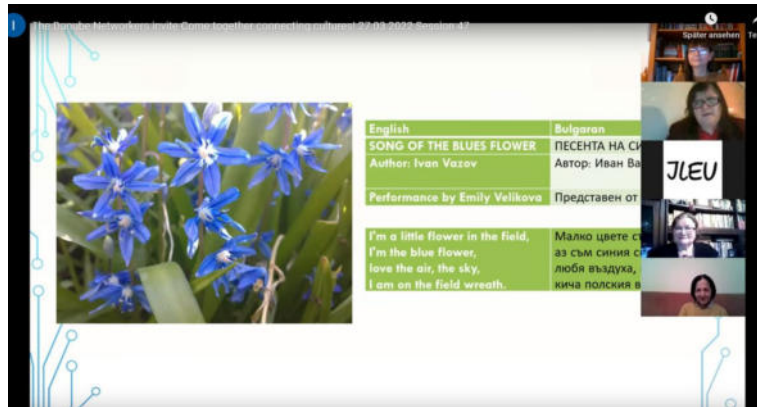 I
The Danube Networkers invite Come together connecting cultures! 27.03.2022 Session 47
Später ansehen
Te
English
Bulgaran
SONG OF THE BLUES FLOWER
ПЕСЕНТА НА СИ
Author: Ivan Vazov
Автор: Иван Ва
Performance by Emily Velikova
Представен от
I'm a little flower in the field,
I'm the blue flower,
love the air, the sky,
I am on the field wreath.
Малко цвете съ
аз съм синия с
любя въздуха,
кича полския в
JLEU